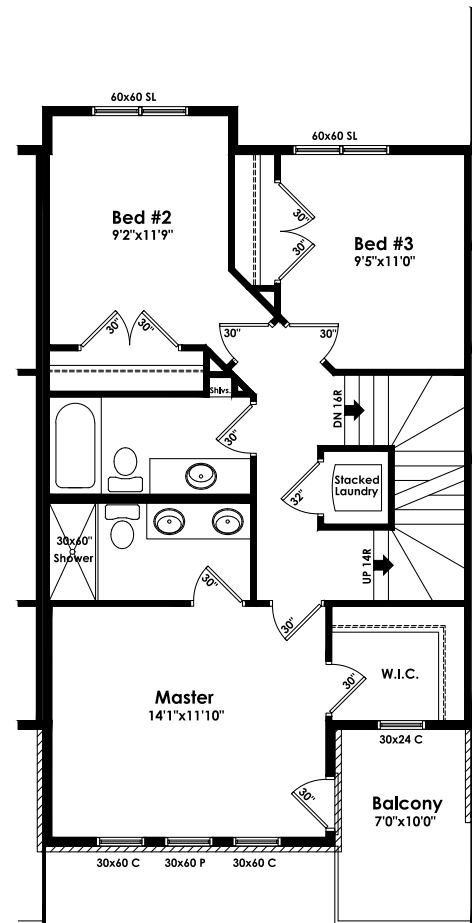 60x60 SL
60x60 SL
Bed #2
9'2"x11'9"
Bed #3
9'5"x11'0"
30"
30"
30"
30"
30"
30"
Shlvs.
DN 16R
30"
Stacked
Laundry
32"
30x60"
Shower
UP 14R
30"
30"
W.I.C.
30"
Master
14'1"x11'10"
30x24 C
30"
Balcony
7'0"x10'0"
30x60 C
30x60 P
30x60 C